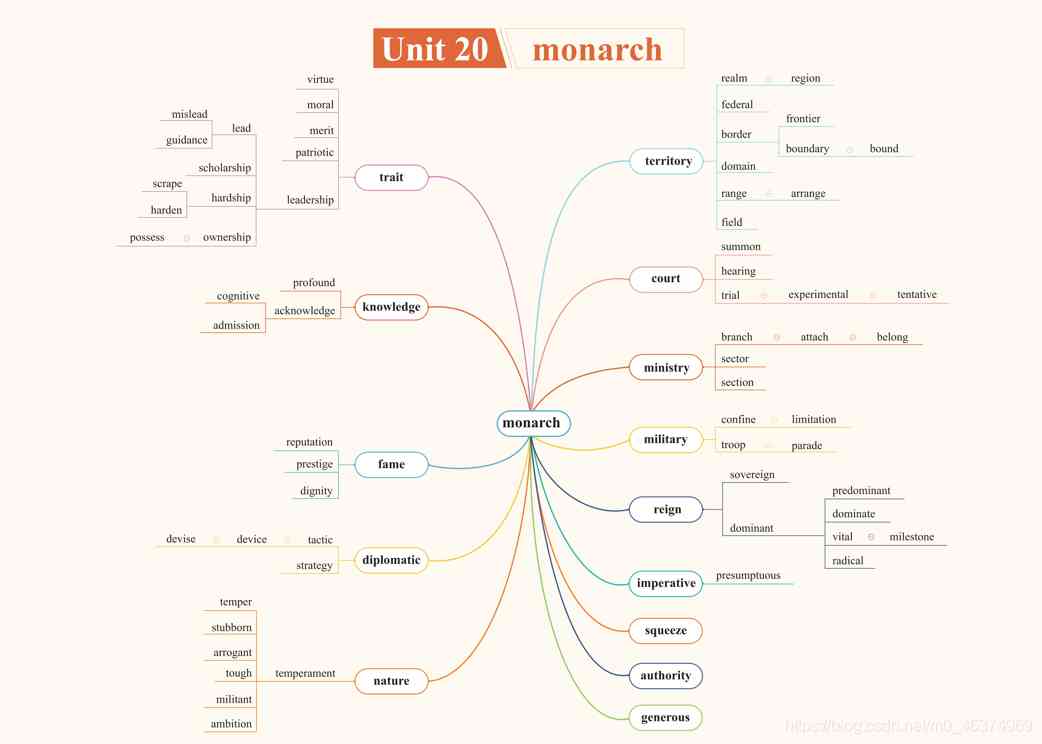 Unit 20 monarch
monarch
trait
virtue
moral
merit
patriotic
leadership
lead
mislead
guidance
scholarship
hardship
scrape
harden
ownership
possess
knowledge
profound
acknowledge
cognitive
admission
fame
reputation
prestige
dignity
diplomatic
tactic
device
devise
strategy
nature
temperament
temper
stubborn
arrogant
tough
militant
ambition
territory
realm region
federal
border
frontier
boundary bound
domain
range arrange
field
court
summon
hearing
trial experimental tentative
ministry
branch attach belong
sector
section
military
confine limitation
troop parade
reign
sovereign
dominant
predominant
dominate
vital milestone
radical
imperative
presumptuous
squeeze
authority
generous
https://blog.csdn.net/m0_46374969